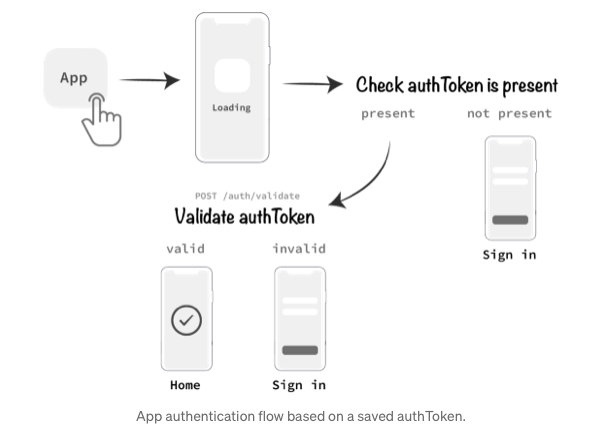 App
Loading
Check authToken is present
present
not present
Sign in
POST /auth/validate
Validate authToken
valid
invalid
Home
Sign in
App authentication flow based on a saved authToken.